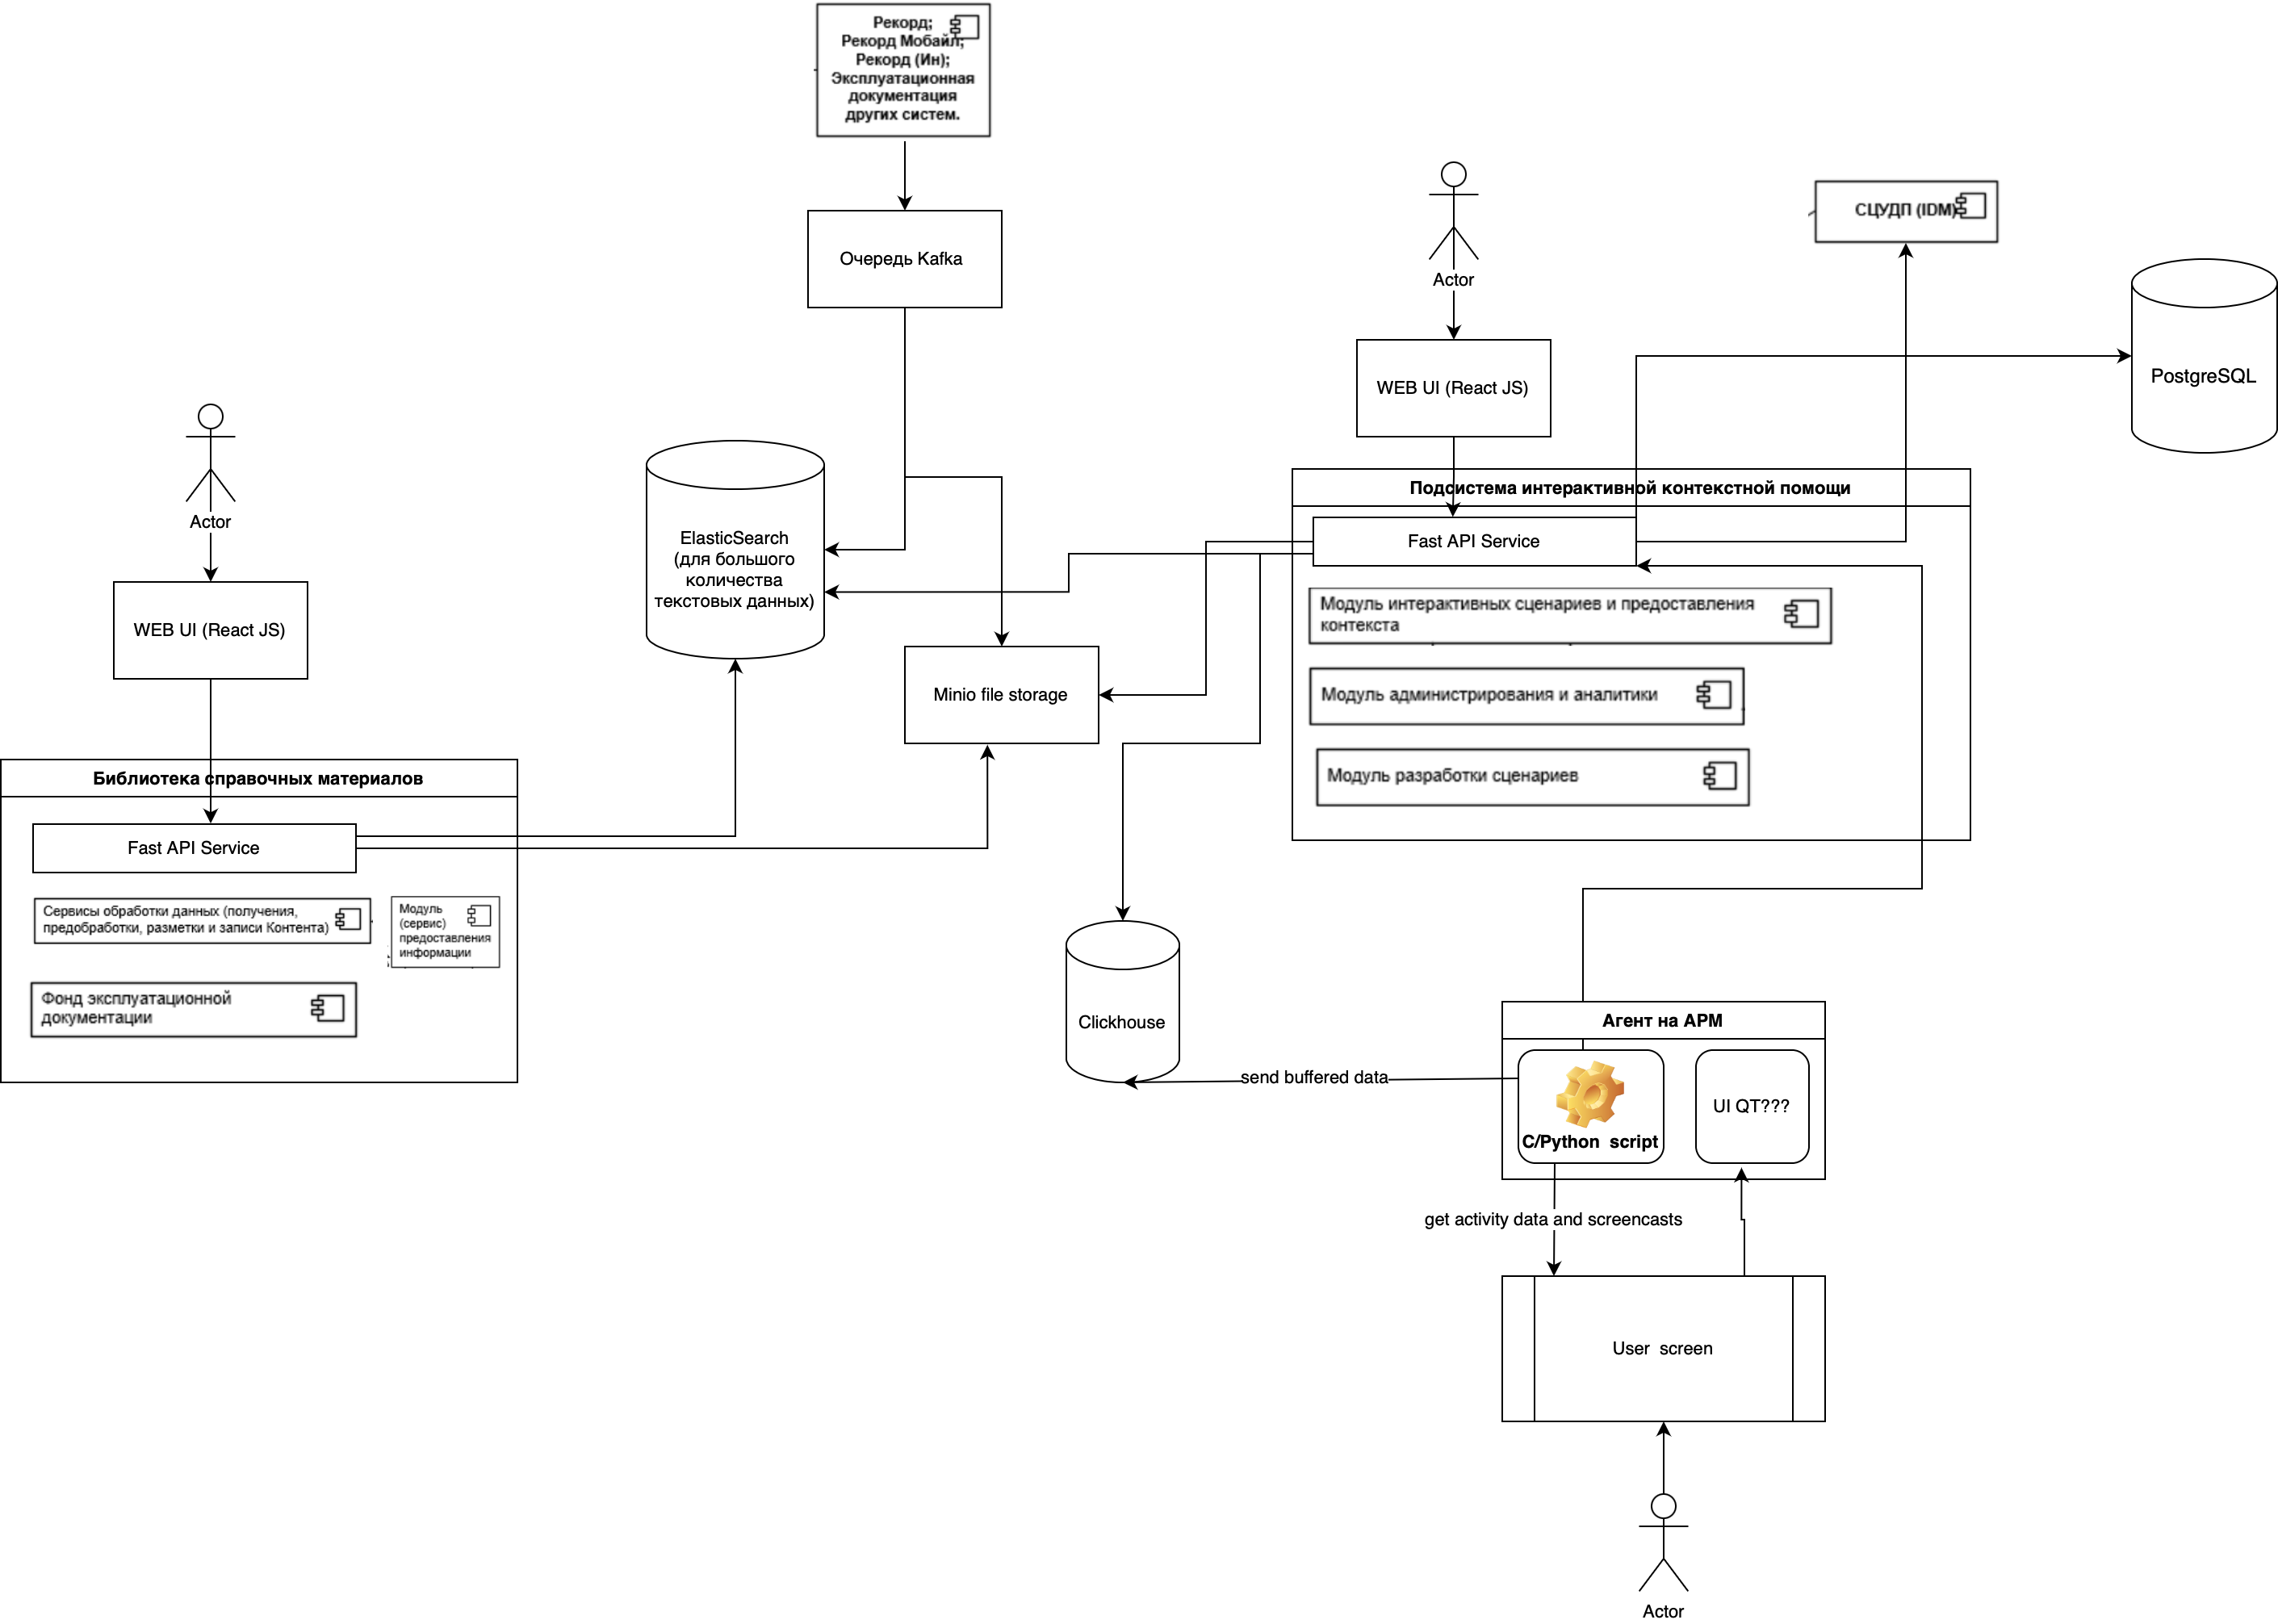 Рекорд;
Рекорд Мобайл;
Рекорд (Ин);
Эксплуатационная
документация
других систем.
Очередь Kafka
Actor
СЦУДП (IDM)
PostgreSQL
WEB UI (React JS)
Actor
WEB UI (React JS)
ElasticSearch
(для большого
количества
текстовых данных)
Minio file storage
Подсистема интерактивной контекстной помощи
Fast API Service
Модуль интерактивных сценариев и предоставления
контекста
Модуль администрирования и аналитики
Модуль разработки сценариев
Библиотека справочных материалов
Fast API Service
Сервисы обработки данных (получения,
предобработки, разметки и записи Контента)
Модуль
(сервис)
предоставления
информации
Фонд эксплуатационной
документации
Clickhouse
send buffered data
Агент на АРМ
C/Python  script
UI QT???
get activity data and screencasts
User  screen
Actor